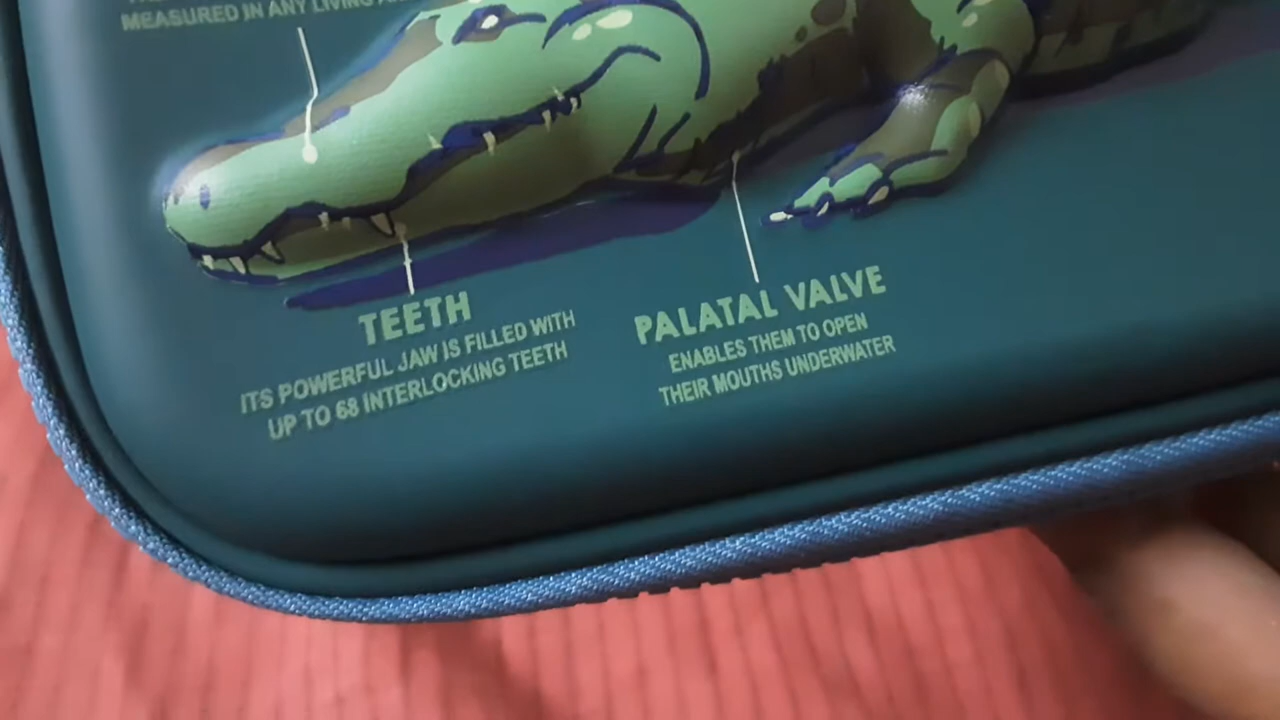 MEASURED IN ANY LIVING
TEETH
ITS POWERFUL JAW IS FILLED WITH
UP TO 68 INTERLOCKING TEETH
PALATAL VALVE
ENABLES THEM TO OPEN
THEIR MOUTHS UNDERWATER